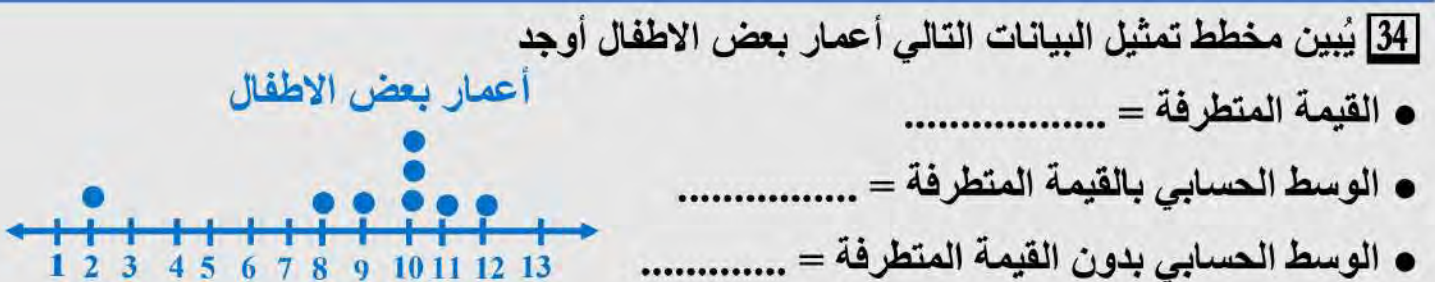 34 يُبين مخطط تمثيل البيانات التالي أعمار بعض الاطفال أوجد
أعمار بعض الاطفال
● القيمة المتطرفة = ..................
● الوسط الحسابي بالقيمة المتطرفة = ................
● الوسط الحسابي بدون القيمة المتطرفة = .............
1 2 3 4 5 6 7 8 9 10 11 12 13